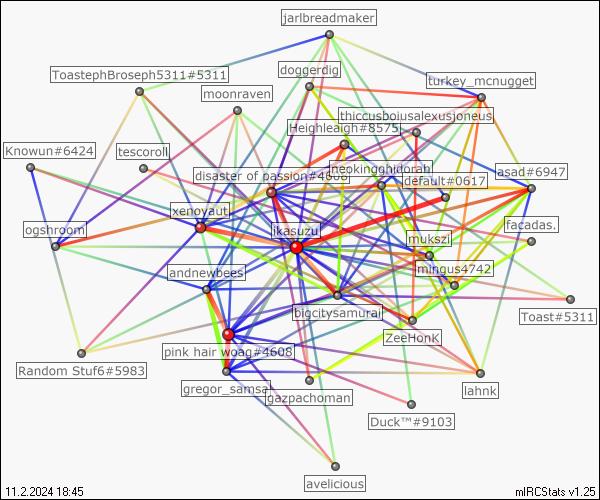 jarlbreadmaker
doggerdig
ToastephBroseph5311#5311
turkey_mcnugget
moonraven
thiccusboiusalexusjoneus
Heighleaigh#8575
Knowun#6424
tescoroll
neokingghidorah
asad#6947
disaster of passion#4608
default#0617
xenoyaut
ogshroom
ikasuzu
facadas.
mukszi
andnewbees
mingus4742
bigcitysamurai
Toast#5311
ZeeHonk
pink hair woag#4608
Random Stuf6#5983
gregor_samsa
gazpachoman
lahnk
Duck™#9103
avelicious
11.2.2024 18:45
mIRCStats v1.25